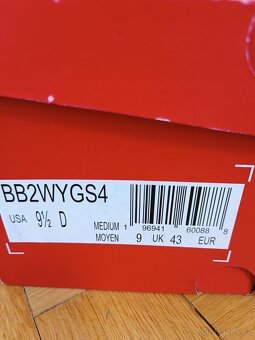 BB2WYGS4
USA 9½ D
MEDIUM 1 96941 60088 8
MOYEN 9 UK 43 EUR